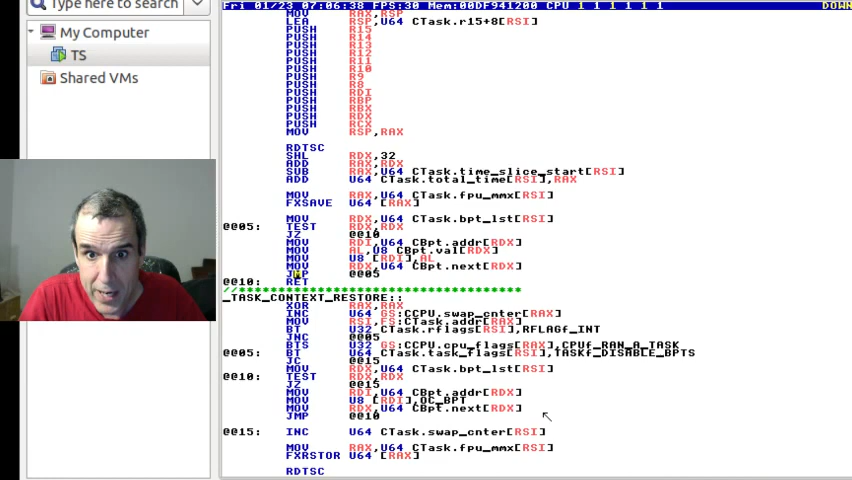 Type here to search
My Computer
TS
Shared VMs
Fri 01/23 07:06:38 FPS:30 Mem:00DF941200 CPU 1 1 1 1 1 1 DOWN
MOV RAX,RSP
LEA RSP,U64 CTask.r15+8[RSI]
PUSH R15
PUSH R14
PUSH R13
PUSH R12
PUSH R11
PUSH R10
PUSH R9
PUSH R8
PUSH RDI
PUSH RBP
PUSH RBX
PUSH RDX
PUSH RCX
MOV RSP,RAX
RDTSC
SHL RDX,32
ADD RAX,RDX
SUB RAX,U64 CTask.time_slice_start[RSI]
ADD U64 CTask.total_time[RSI],RAX
MOV RAX,U64 CTask.fpu_mmx[RSI]
FXSAVE U64 [RAX]
MOV RDX,U64 CTask.bpt_lst[RSI]
@@05: TEST RDX,RDX
JZ @@10
MOV RDI,U64 CBpt.addr[RDX]
MOV AL,U8 CBpt.val[RDX]
MOV U8 [RDI],AL
MOV RDX,U64 CBpt.next[RDX]
JMP @@05
@@10: RET
//************************************
_TASK_CONTEXT_RESTORE::
XOR RAX,RAX
INC U64 GS:CCPU.swap_cnter[RAX]
MOV RSI,FS:CTask.addr[RAX]
BT U32 CTask.rflags[RSI],RFLAGf_INT
JNC @@05
BTS U32 GS:CCPU.cpu_flags[RAX],CPUf_RAN_A_TASK
@@05: BT U64 CTask.task_flags[RSI],TASKf_DISABLE_BPTS
JC @@15
MOV RDX,U64 CTask.bpt_lst[RSI]
@@10: TEST RDX,RDX
JZ @@15
MOV RDI,U64 CBpt.addr[RDX]
MOV U8 [RDI],OC_BPT
MOV RDX,U64 CBpt.next[RDX]
JMP @@10
@@15: INC U64 CTask.swap_cnter[RSI]
MOV RAX,U64 CTask.fpu_mmx[RSI]
FXRSTOR U64 [RAX]
RDTSC